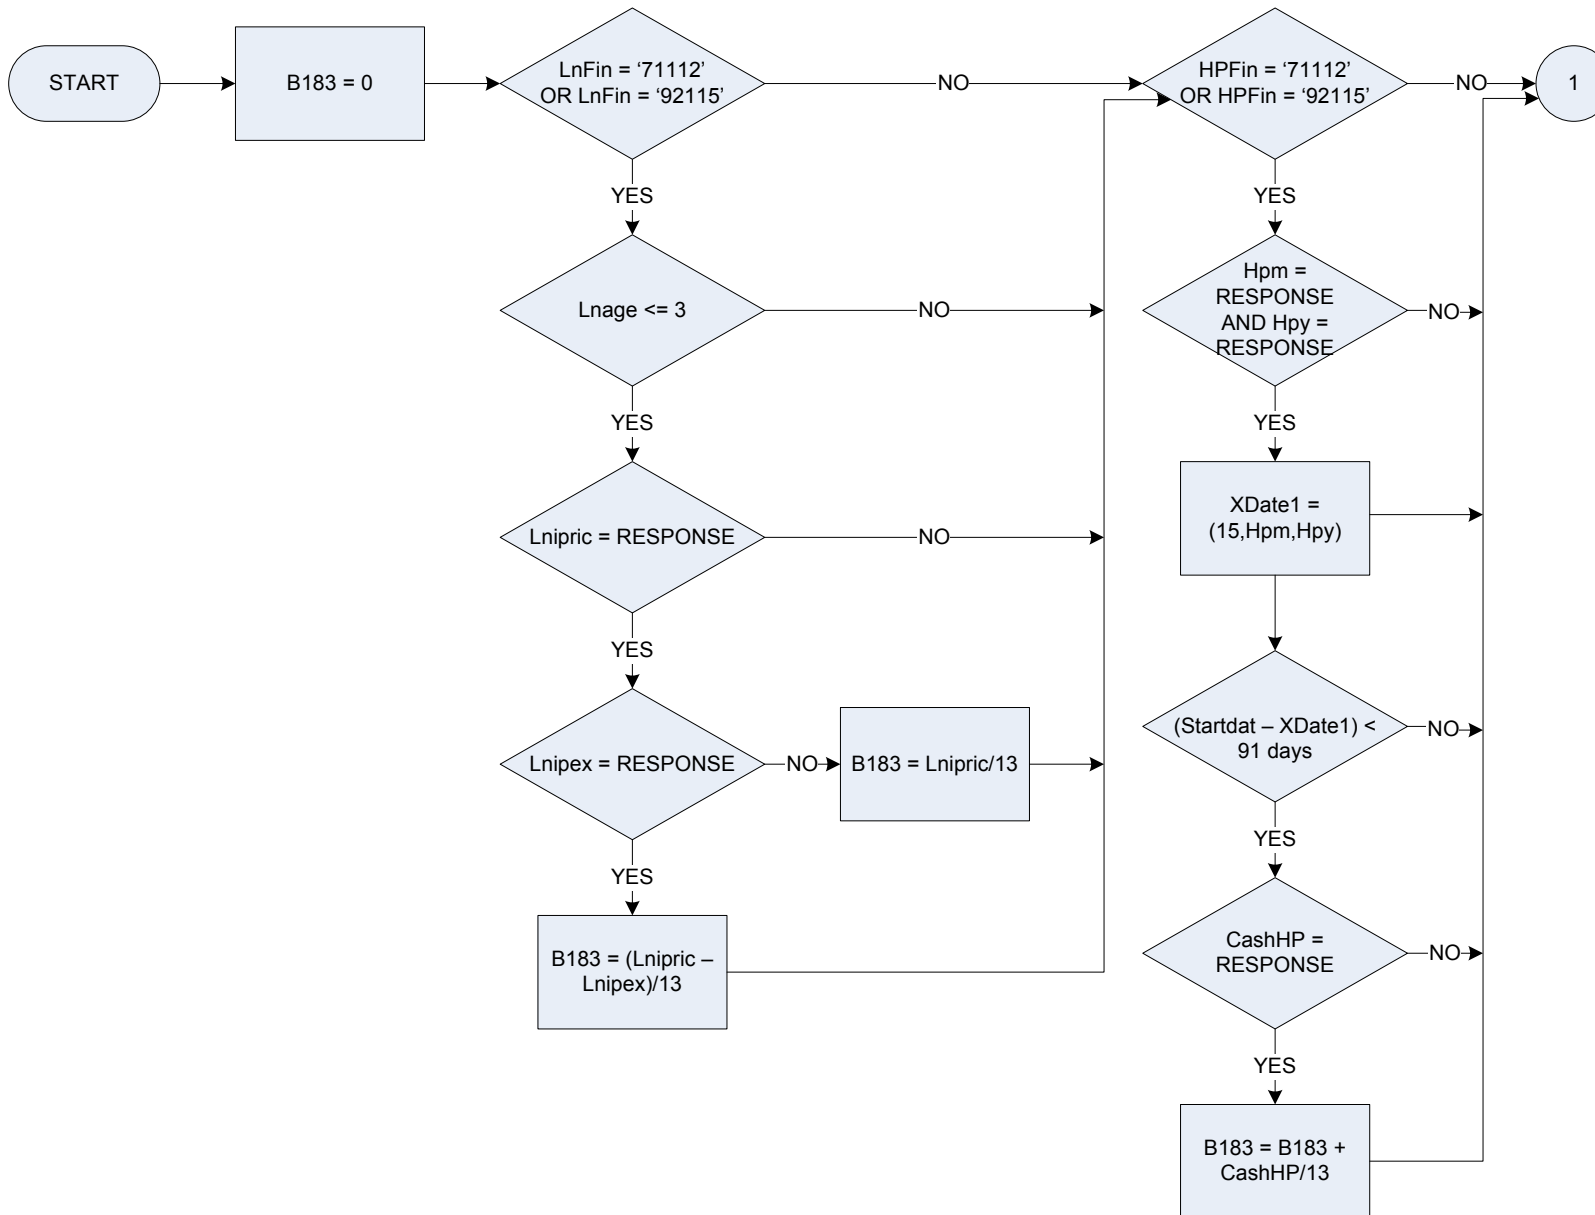 START
B183 = 0
LnFin = ‘71112’
OR LnFin = ‘92115’
NO
HPFin = ‘71112’
OR HPFin = ‘92115’
NO
1
YES
YES
Lnage <= 3
NO
Hpm =
RESPONSE
AND Hpy =
RESPONSE
NO
YES
YES
Lnipric = RESPONSE
NO
XDate1 =
(15,Hpm,Hpy)
YES
Lnipex = RESPONSE
NO
B183 = Lnipric/13
(Startdat – XDate1) <
91 days
NO
YES
YES
B183 = (Lnipric –
Lnipex)/13
CashHP =
RESPONSE
NO
YES
B183 = B183 +
CashHP/13